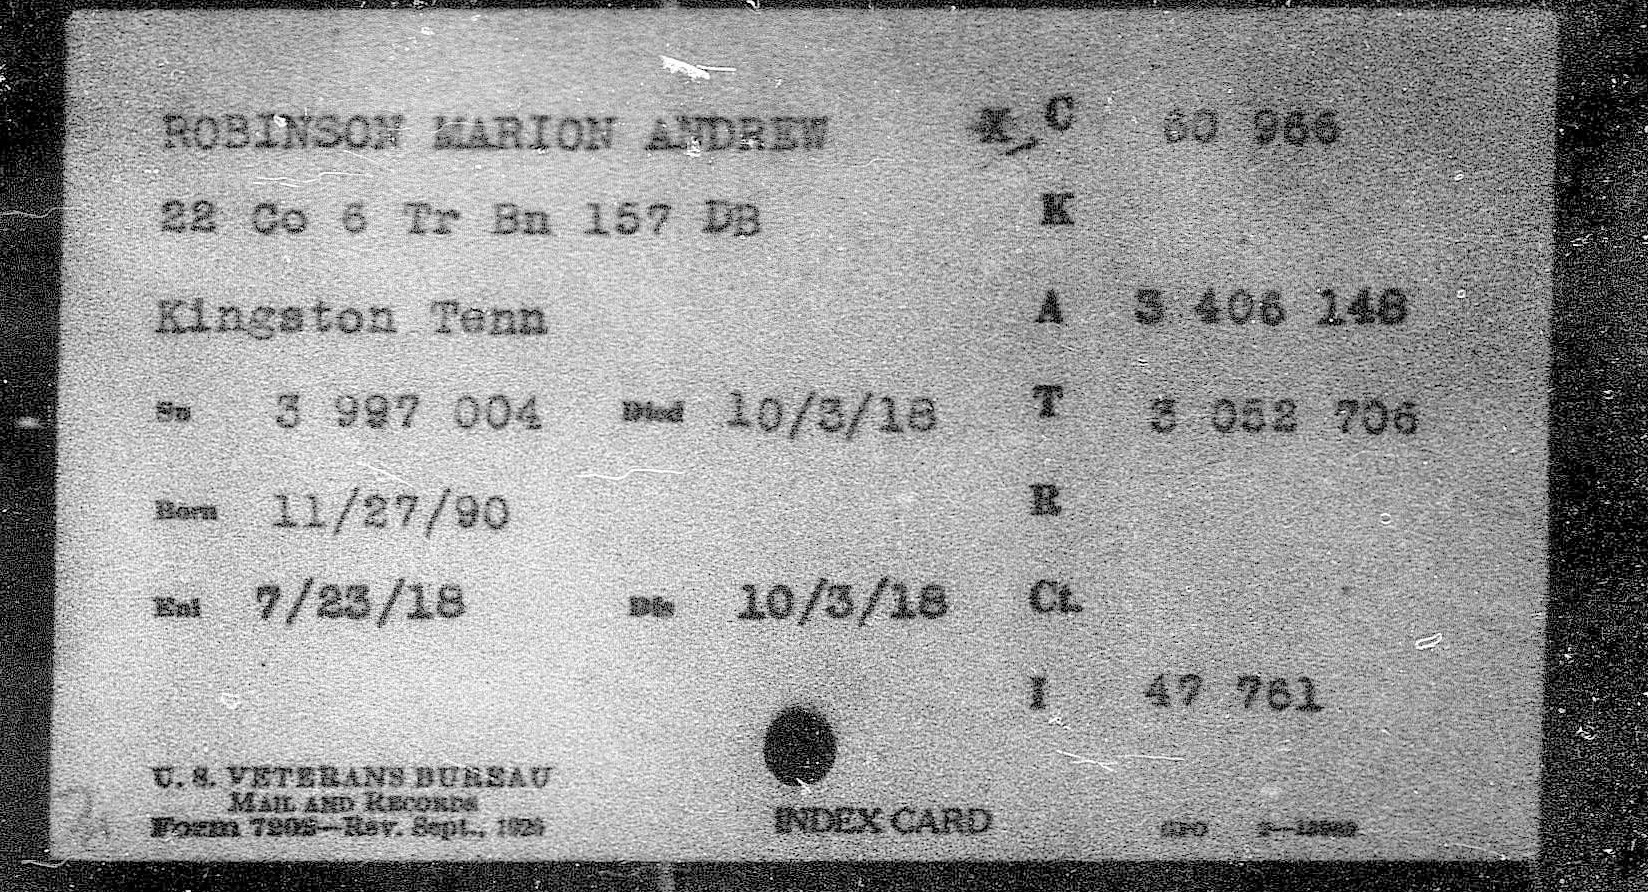 ROBINSON MARION ANDREW X C 60 966
22 Co 6 Tr Bn 157 DB K
Kingston Tenn A 3 406 148
Sn 3 997 004 Died 10/3/18 T 3 052 706
Born 11/27/90 R
Enl 7/23/18 Dis 10/3/18 Ct.
I 47 761
U. S. VETERANS BUREAU
MAIL AND RECORDS
Form 7202—Rev. Sept., 1926
INDEX CARD
GPO